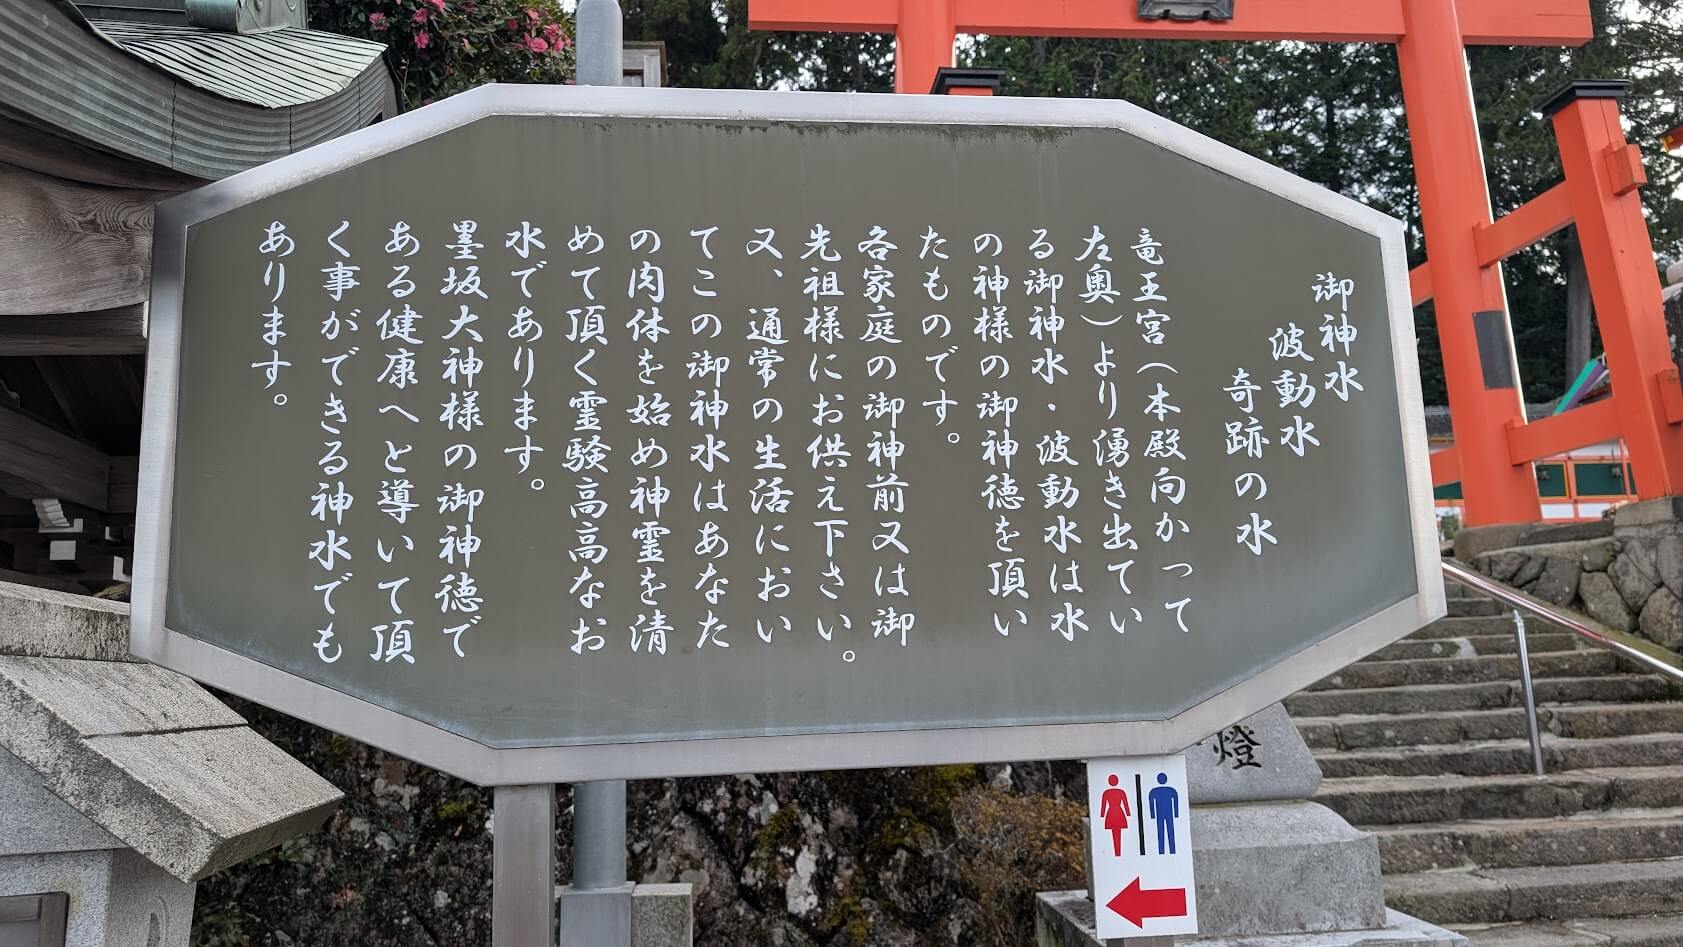 御神水
波動水
奇跡の水
竜王宮(本殿向かって
左奥)より湧き出てい
る御神水・波動水は水
の神様の御神徳を頂い
たものです。
各家庭の御神前又は御
先祖様にお供え下さい。
又、通常の生活におい
てこの御神水はあなた
の肉体を始め神霊を清
めて頂く霊験高高なお
水であります。
墨坂大神様の御神徳で
ある健康へと導いて頂
く事ができる神水でも
あります。
燈